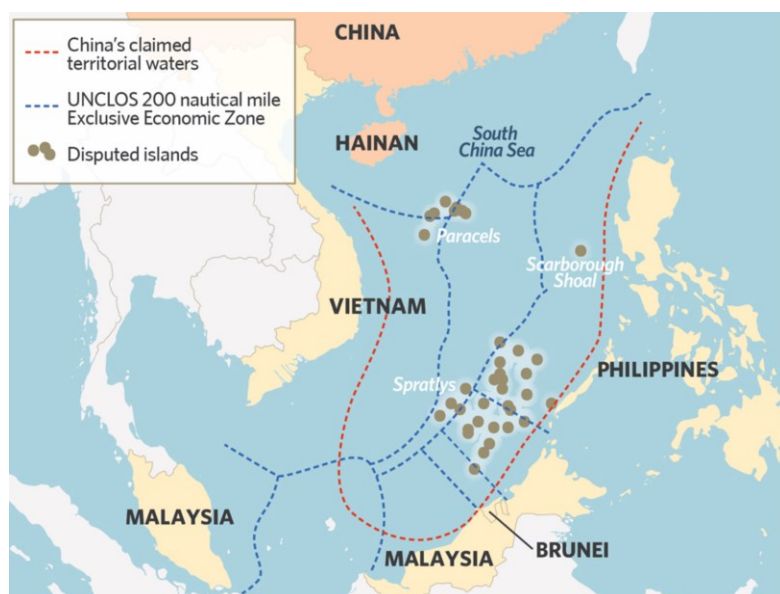 China's claimed
territorial waters
UNCLOS 200 nautical mile
Exclusive Economic Zone
Disputed islands
CHINA
HAINAN
South
China Sea
Paracels
Scarborough
Shoal
VIETNAM
Spratlys
PHILIPPINES
MALAYSIA
MALAYSIA
BRUNEI